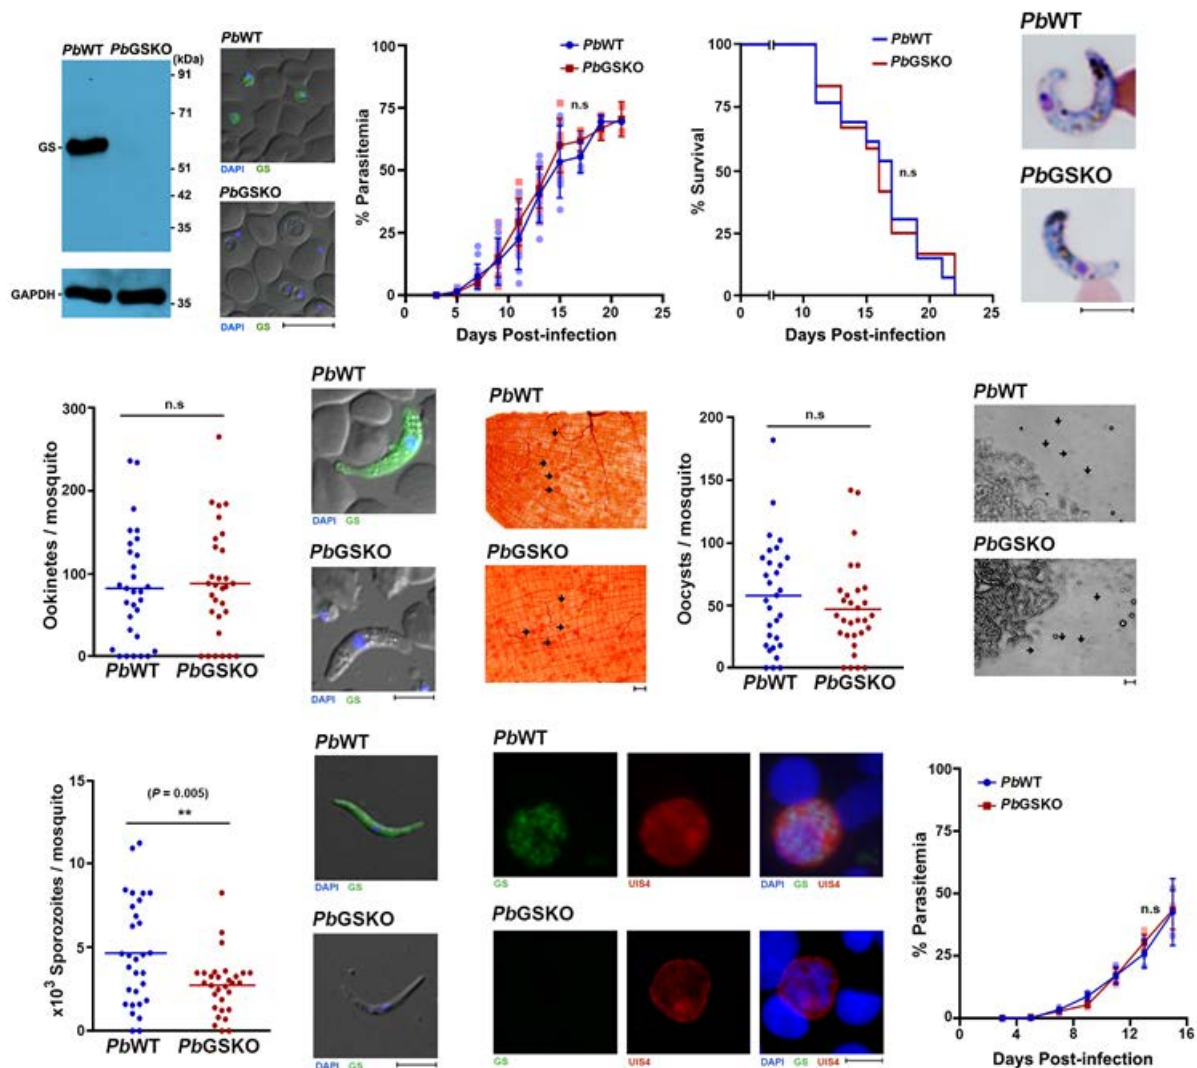 PbWT PbGSKO
(kDa)
91
71
GS
51
42
35
GAPDH
35
PbWT
DAPI GS
PbGSKO
DAPI GS
100
75
50
25
0
% Parasitemia
PbWT
PbGSKO
n.s
0 5 10 15 20 25
Days Post-infection
100
75
50
25
0
% Survival
PbWT
PbGSKO
n.s
0 10 15 20 25
Days Post-infection
PbWT
PbGSKO
300
200
100
0
Ookinetes / mosquito
n.s
PbWT PbGSKO
PbWT
DAPI GS
PbGSKO
DAPI GS
PbWT
PbGSKO
200
150
100
50
0
Oocysts / mosquito
n.s
PbWT PbGSKO
PbWT
PbGSKO
15
10
5
0
x10³ Sporozoites / mosquito
(P = 0.005)
**
PbWT PbGSKO
PbWT
DAPI GS
PbGSKO
DAPI GS
PbWT
GS UIS4 DAPI GS UIS4
PbGSKO
GS UIS4 DAPI GS UIS4
100%
75
50
25
0
% Parasitemia
PbWT
PbGSKO
n.s
0 4 8 12 16
Days Post-infection